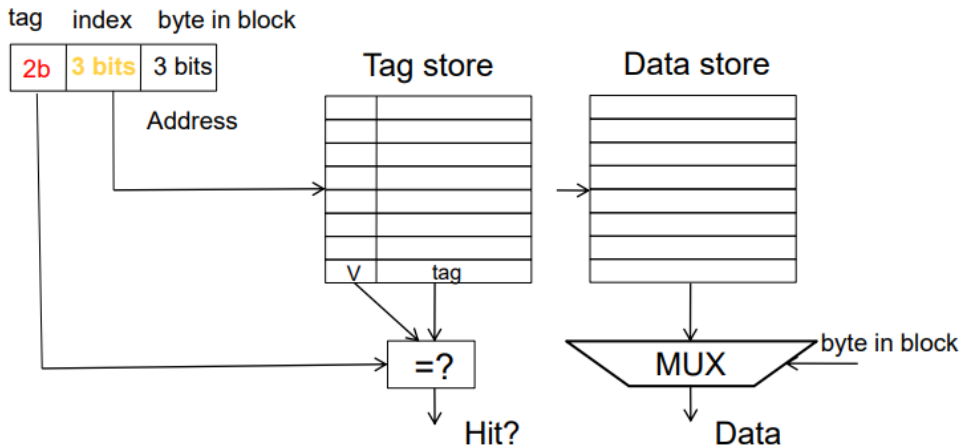 tag index byte in block
2b 3 bits 3 bits
Address
Tag store
Data store
V tag
=?
MUX
byte in block
Hit?
Data